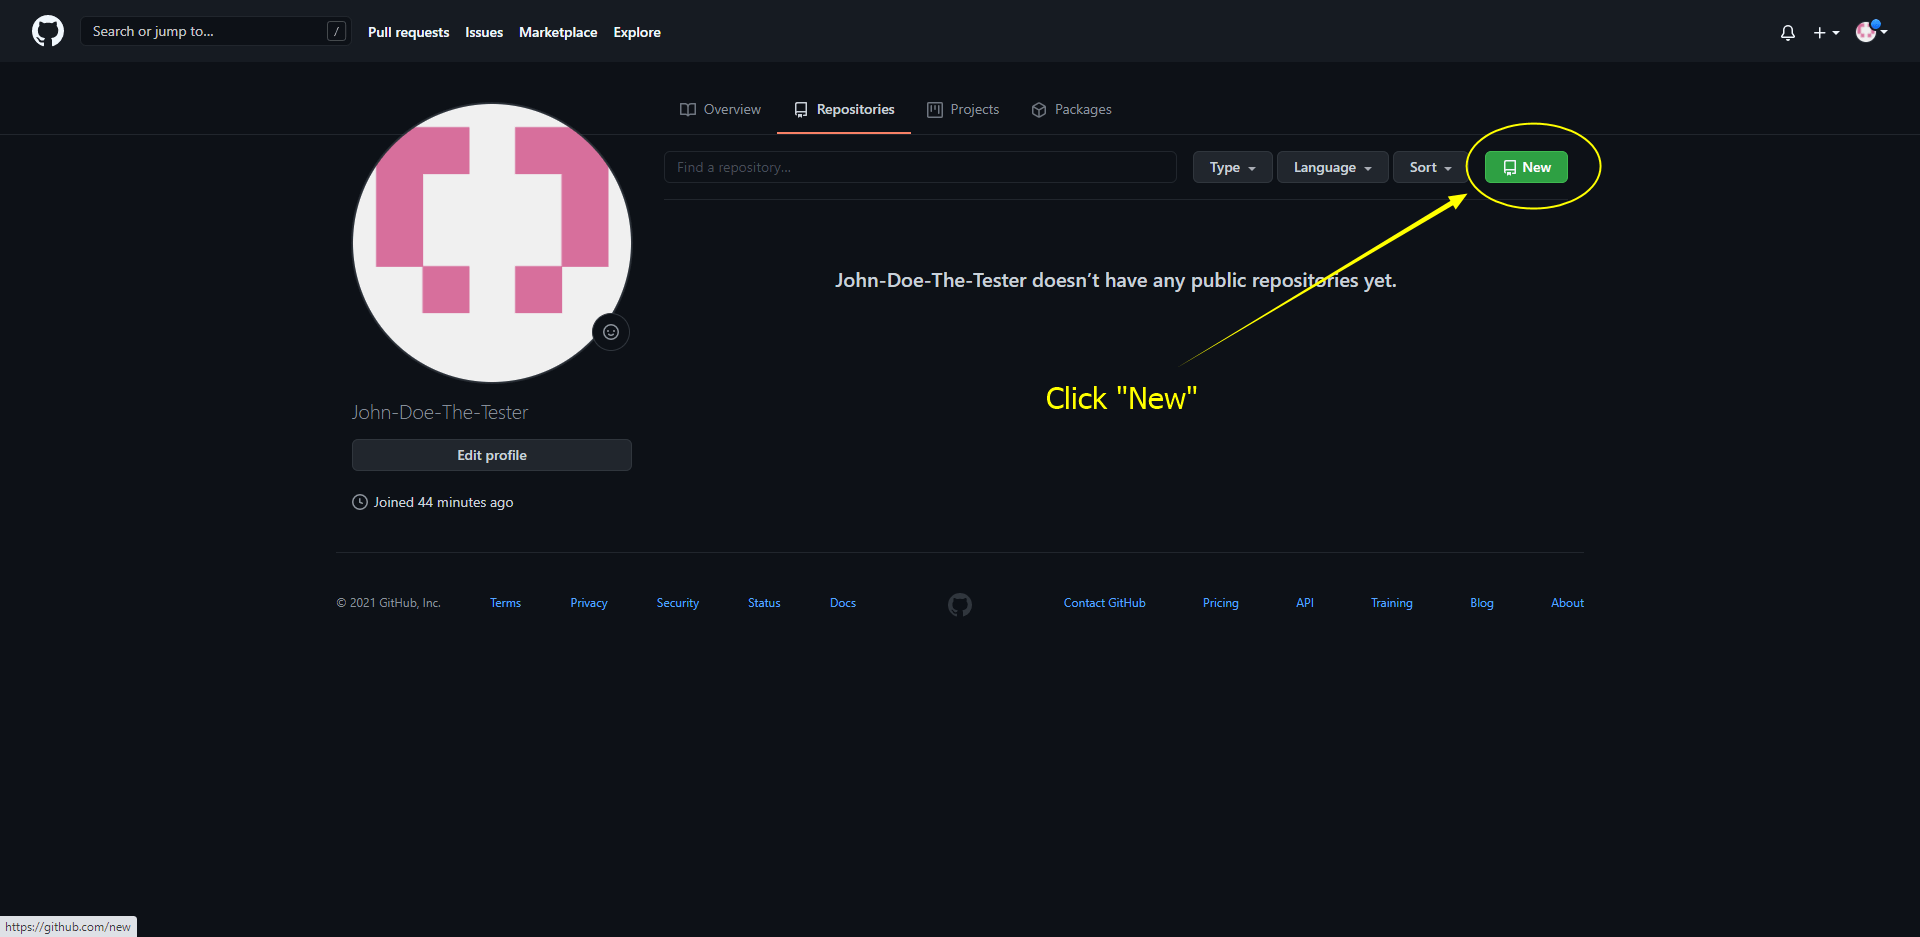 Search or jump to... /
Pull requests Issues Marketplace Explore
Overview Repositories Projects Packages
Find a repository...
Type Language Sort New
John-Doe-The-Tester doesn’t have any public repositories yet.
Click "New"
John-Doe-The-Tester
Edit profile
Joined 44 minutes ago
© 2021 GitHub, Inc. Terms Privacy Security Status Docs Contact GitHub Pricing API Training Blog About
https://github.com/new